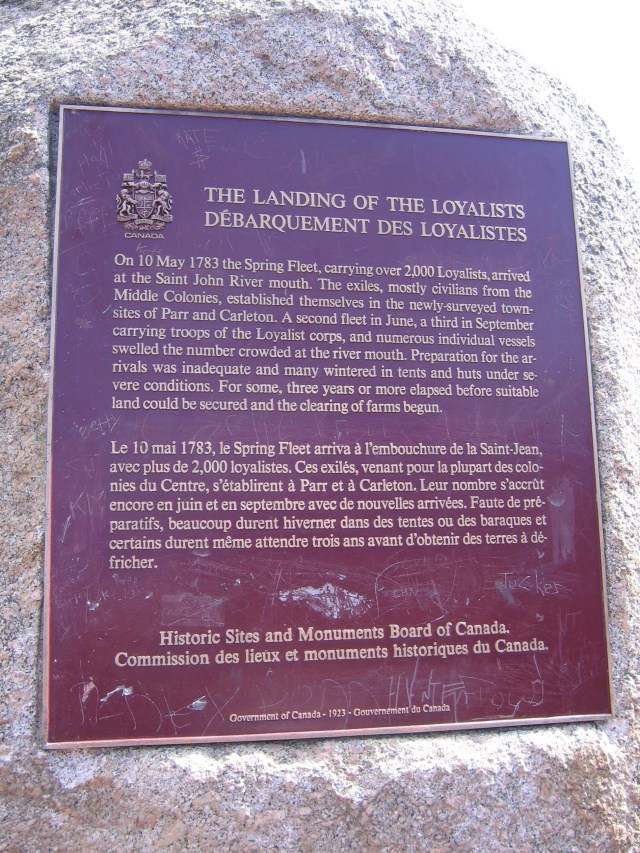 KATE
CANADA
THE LANDING OF THE LOYALISTS
DÉBARQUEMENT DES LOYALISTES
On 10 May 1783 the Spring Fleet, carrying over 2,000 Loyalists, arrived
at the Saint John River mouth. The exiles, mostly civilians from the
Middle Colonies, established themselves in the newly-surveyed town-
sites of Parr and Carleton. A second fleet in June, a third in September
carrying troops of the Loyalist corps, and numerous individual vessels
swelled the number crowded at the river mouth. Preparation for the ar-
rivals was inadequate and many wintered in tents and huts under se-
vere conditions. For some, three years or more elapsed before suitable
land could be secured and the clearing of farms begun.
Le 10 mai 1783, le Spring Fleet arriva à l'embouchure de la Saint-Jean,
avec plus de 2,000 loyalistes. Ces exilés, venant pour la plupart des colo-
nies du Centre, s'établirent à Parr et à Carleton. Leur nombre s'accrût
encore en juin et en septembre avec de nouvelles arrivées. Faute de pré-
paratifs, beaucoup durent hiverner dans des tentes ou des baraques et
certains durent même attendre trois ans avant d'obtenir des terres à dé-
fricher.
Tucker
Historic Sites and Monuments Board of Canada.
Commission des lieux et monuments historiques du Canada.
Government of Canada - 1923 - Gouvernement du Canada